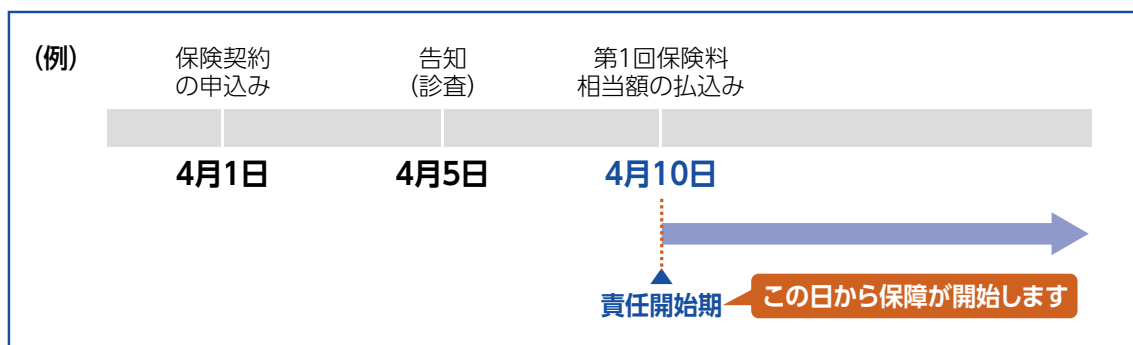 (例)
保険契約
の申込み
告知
(診査)
第1回保険料
相当額の払込み
4月1日
4月5日
4月10日
責任開始期
この日から保障が開始します